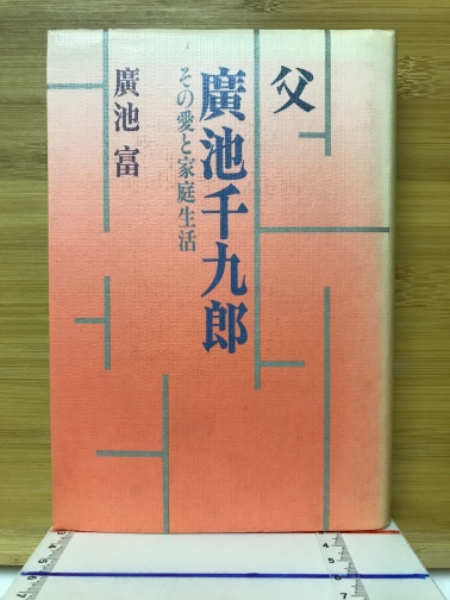 父
廣池千九郎
その愛と家庭生活
廣池富